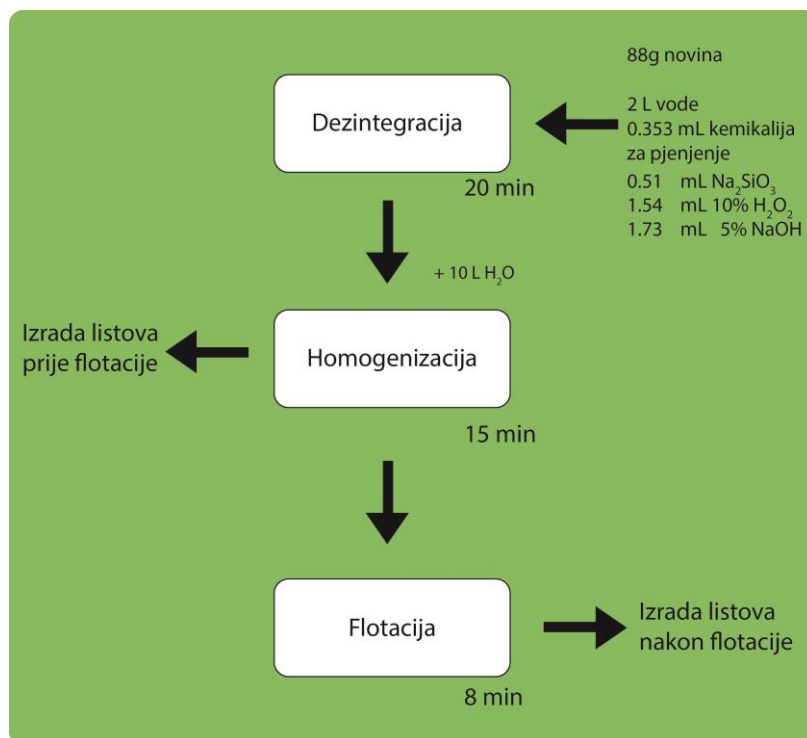 88g novina
2 L vode
0.353 mL kemikalija
za pjenjenje
0.51 mL Na₂SiO₃
1.54 mL 10% H₂O₂
1.73 mL 5% NaOH
Dezintegracija
20 min
+ 10 L H₂O
Izrada listova
prije flotacije
Homogenizacija
15 min
Flotacija
8 min
Izrada listova
nakon flotacije